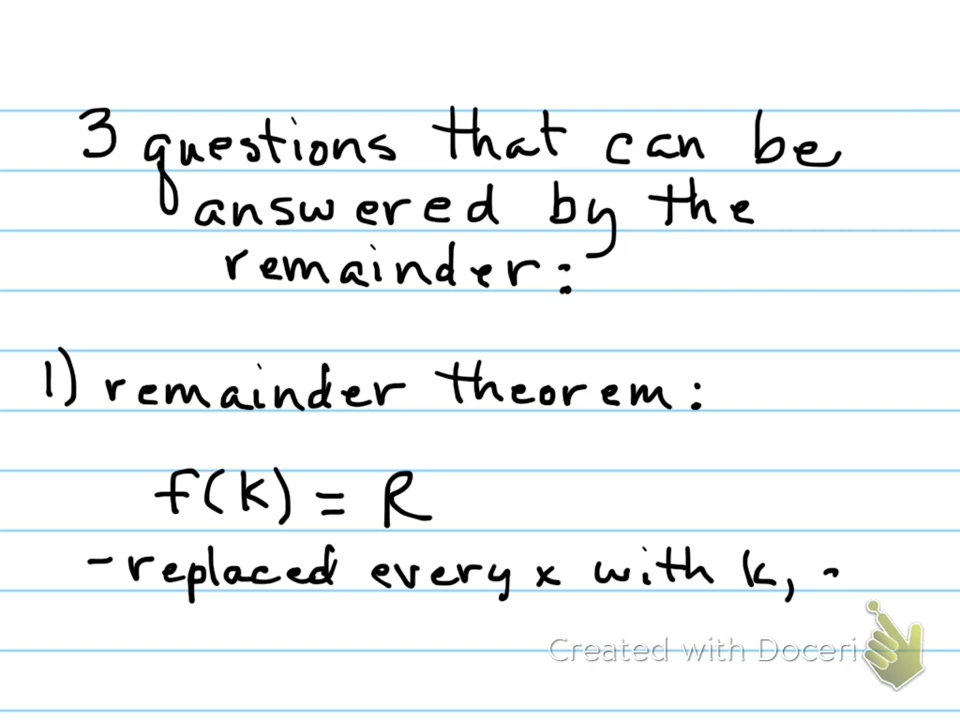 3 questions that can be
answered by the
remainder:
1) remainder theorem:
f(k) = R
- replaced every x with k,
Created with Doceri